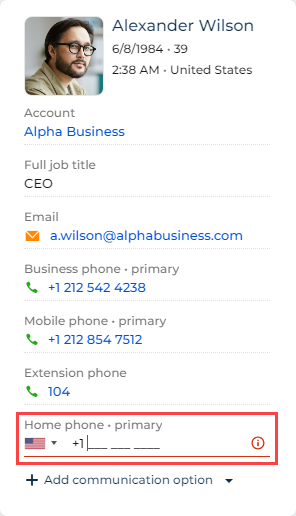 Alexander Wilson
6/8/1984 • 39
2:38 AM • United States
Account
Alpha Business
Full job title
CEO
Email
a.wilson@alphabusiness.com
Business phone • primary
+1 212 542 4238
Mobile phone • primary
+1 212 854 7512
Extension phone
104
Home phone • primary
+1 ___ ___ ____
Add communication option